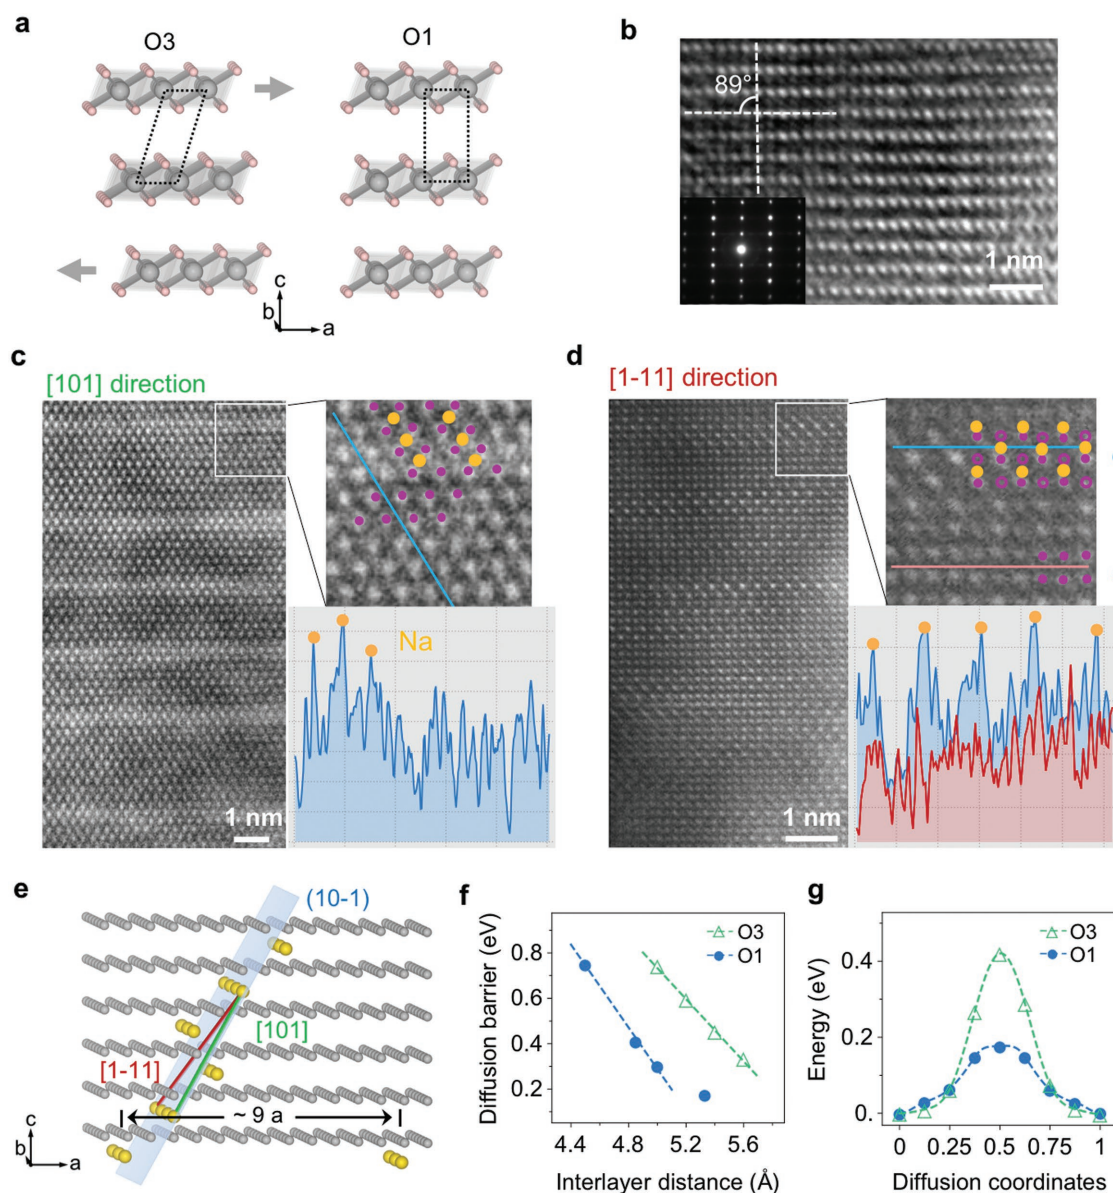 a
O3
O1
c
b
a
b
89°
1 nm
c
[101] direction
Na
1 nm
d
[1-11] direction
1 nm
e
(10-1)
[101]
[1-11]
~ 9 a
c
b
a
f
Diffusion barrier (eV)
0.8
0.6
0.4
0.2
O3
O1
4.4 4.8 5.2 5.6
Interlayer distance (Å)
g
Energy (eV)
0.4
0.2
0.
O3
O1
0 0.25 0.5 0.75 1
Diffusion coordinates